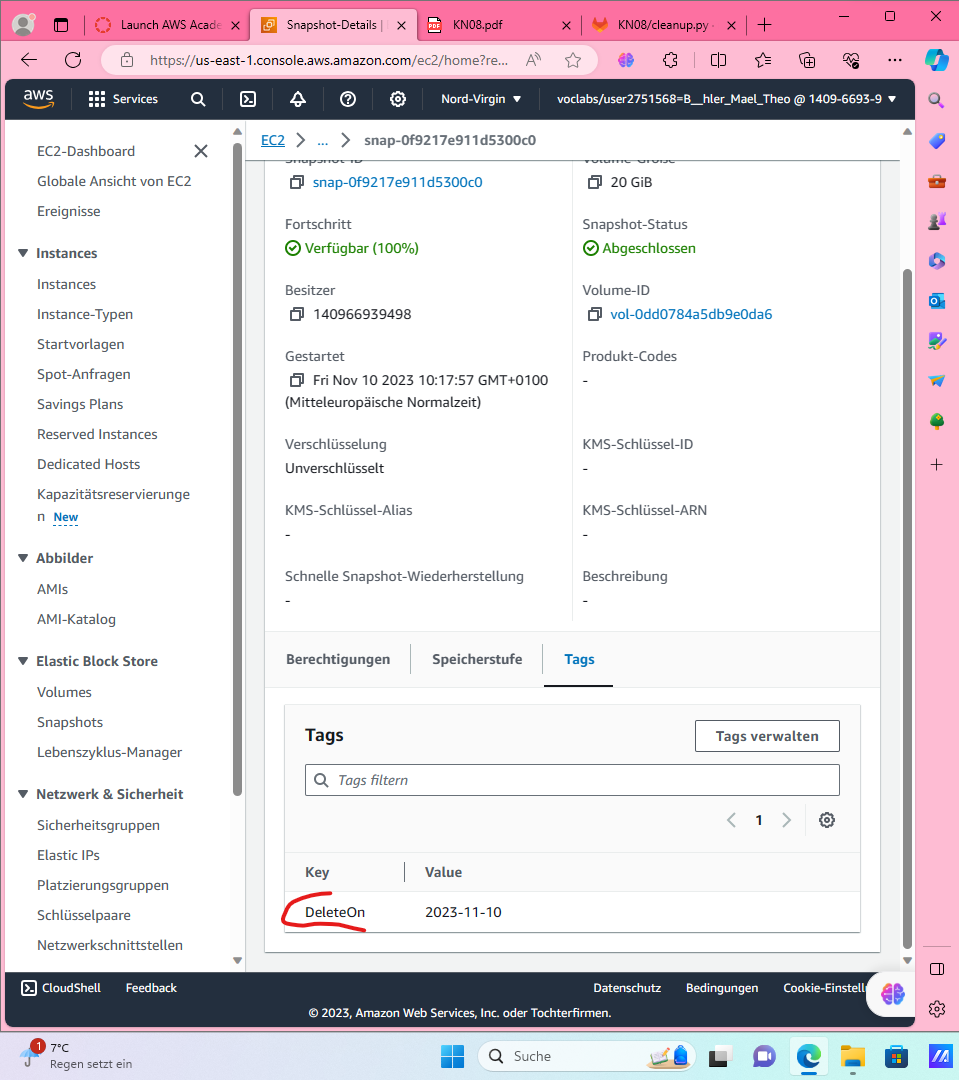 Launch AWS Acade
Snapshot-Details |
KN08.pdf
KN08/cleanup.py ·
https://us-east-1.console.aws.amazon.com/ec2/home?re...
aws
Services
Nord-Virgin
voclabs/user2751568=B__hler_Mael_Theo @ 1409-6693-9
EC2-Dashboard
Globale Ansicht von EC2
Ereignisse
Instances
Instances
Instance-Typen
Startvorlagen
Spot-Anfragen
Savings Plans
Reserved Instances
Dedicated Hosts
Kapazitätsreservierunge
n New
Abbilder
AMIs
AMI-Katalog
Elastic Block Store
Volumes
Snapshots
Lebenszyklus-Manager
Netzwerk & Sicherheit
Sicherheitsgruppen
Elastic IPs
Platzierungsgruppen
Schlüsselpaare
Netzwerkschnittstellen
EC2 > ... > snap-0f9217e911d5300c0
Snapshot-ID
snap-0f9217e911d5300c0
Volume-Größe
20 GiB
Fortschritt
Verfügbar (100%)
Snapshot-Status
Abgeschlossen
Besitzer
140966939498
Volume-ID
vol-0dd0784a5db9e0da6
Gestartet
Fri Nov 10 2023 10:17:57 GMT+0100
(Mitteleuropäische Normalzeit)
Produkt-Codes
-
Verschlüsselung
Unverschlüsselt
KMS-Schlüssel-ID
-
KMS-Schlüssel-Alias
-
KMS-Schlüssel-ARN
-
Schnelle Snapshot-Wiederherstellung
-
Beschreibung
-
Berechtigungen
Speicherstufe
Tags
Tags
Tags verwalten
Tags filtern
1
Key
Value
DeleteOn
2023-11-10
CloudShell
Feedback
Datenschutz
Bedingungen
Cookie-Einstell
© 2023, Amazon Web Services, Inc. oder Tochterfirmen.
1
7°C
Regen setzt ein
Suche